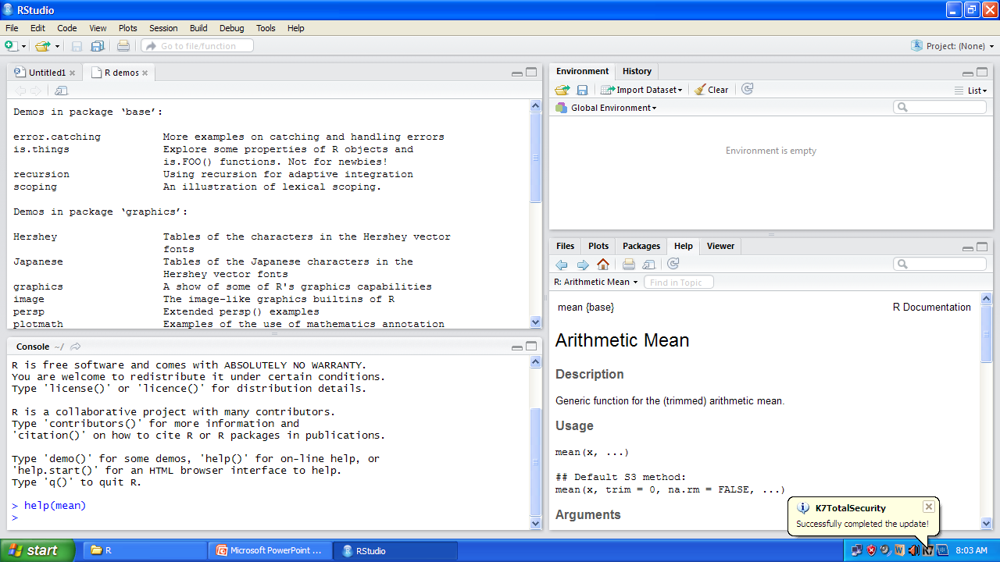 RStudio
File Edit Code View Plots Session Build Debug Tools Help
Go to file/function
Project: (None)
Untitled1
R demos
Demos in package ‘base’:
error.catching More examples on catching and handling errors
is.things Explore some properties of R objects and
is.FOO() functions. Not for newbies!
recursion Using recursion for adaptive integration
scoping An illustration of lexical scoping.
Demos in package ‘graphics’:
Hershey Tables of the characters in the Hershey vector
fonts
Japanese Tables of the Japanese characters in the
Hershey vector fonts
graphics A show of some of R's graphics capabilities
image The image-like graphics builtins of R
persp Extended persp() examples
plotmath Examples of the use of mathematics annotation
Console ~/
R is free software and comes with ABSOLUTELY NO WARRANTY.
You are welcome to redistribute it under certain conditions.
Type 'license()' or 'licence()' for distribution details.
R is a collaborative project with many contributors.
Type 'contributors()' for more information and
'citation()' on how to cite R or R packages in publications.
Type 'demo()' for some demos, 'help()' for on-line help, or
'help.start()' for an HTML browser interface to help.
Type 'q()' to quit R.
> help(mean)
>
Environment History
Import Dataset Clear List
Global Environment
Environment is empty
Files Plots Packages Help Viewer
R: Arithmetic Mean Find in Topic
mean {base} R Documentation
Arithmetic Mean
Description
Generic function for the (trimmed) arithmetic mean.
Usage
mean(x, ...)
## Default S3 method:
mean(x, trim = 0, na.rm = FALSE, ...)
Arguments
K7TotalSecurity
Successfully completed the update!
start
R
Microsoft PowerPoint ...
RStudio
8:03 AM